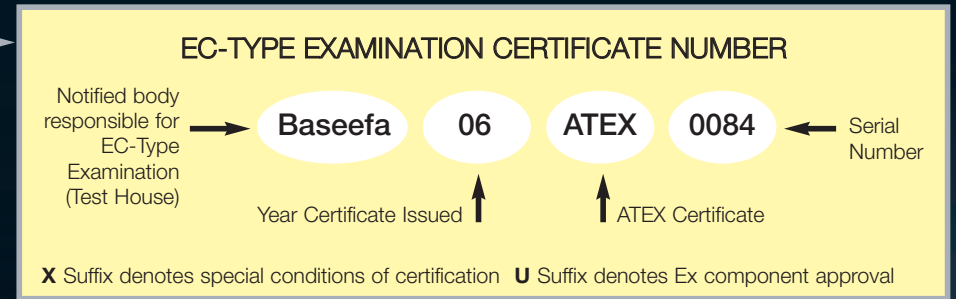 EC-TYPE EXAMINATION CERTIFICATE NUMBER
Notified body
responsible for
EC-Type
Examination
(Test House)
Baseefa 06 ATEX 0084
Serial
Number
Year Certificate Issued
ATEX Certificate
X Suffix denotes special conditions of certification U Suffix denotes Ex component approval